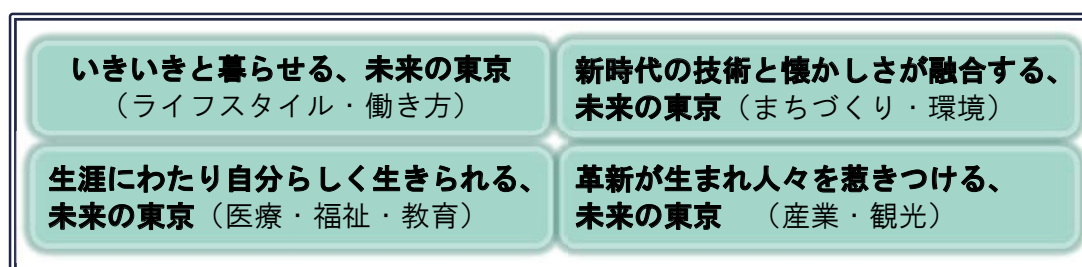 いきいきと暮らせる、未来の東京
（ライフスタイル・働き方）
新時代の技術と懐かしさが融合する、
未来の東京（まちづくり・環境）
生涯にわたり自分らしく生きられる、
未来の東京（医療・福祉・教育）
革新が生まれ人々を惹きつける、
未来の東京　（産業・観光）